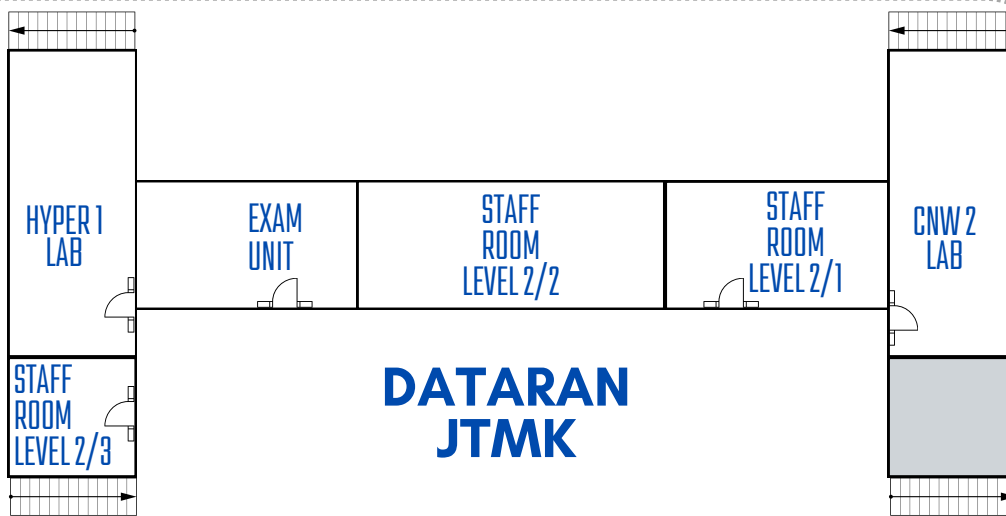 HYPER 1
LAB
EXAM
UNIT
STAFF
ROOM
LEVEL 2/2
STAFF
ROOM
LEVEL 2/1
CNW 2
LAB
STAFF
ROOM
LEVEL 2/3
DATARAN
JTMK